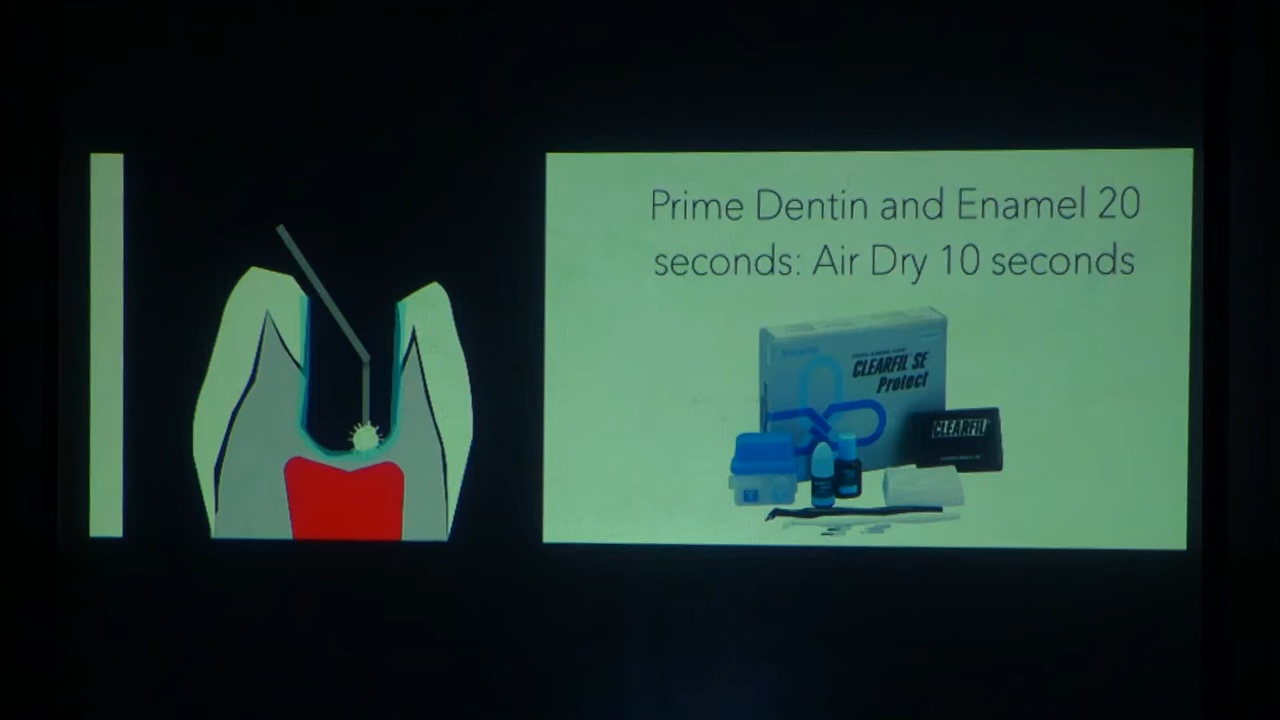 Prime Dentin and Enamel 20
seconds: Air Dry 10 seconds
CLEARFIL SE
Protect
CLEARFIL